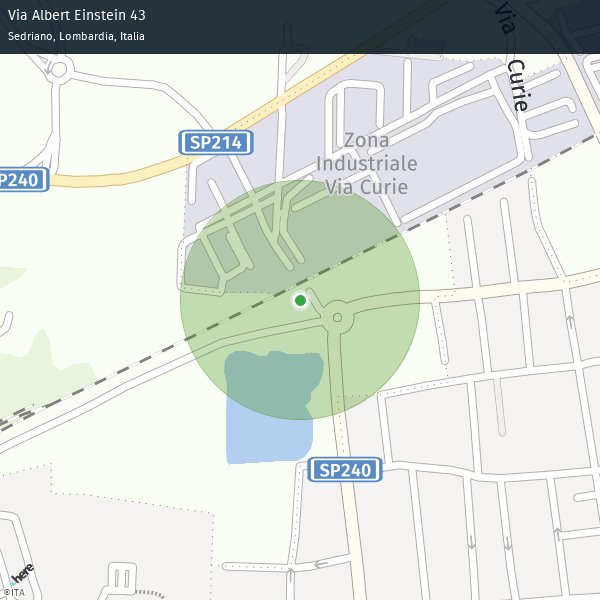 Via Albert Einstein 43
Sedriano, Lombardia, Italia
Via Curie
SP214
Zona
Industriale
Via Curie
SP240
SP240
here
©ITA